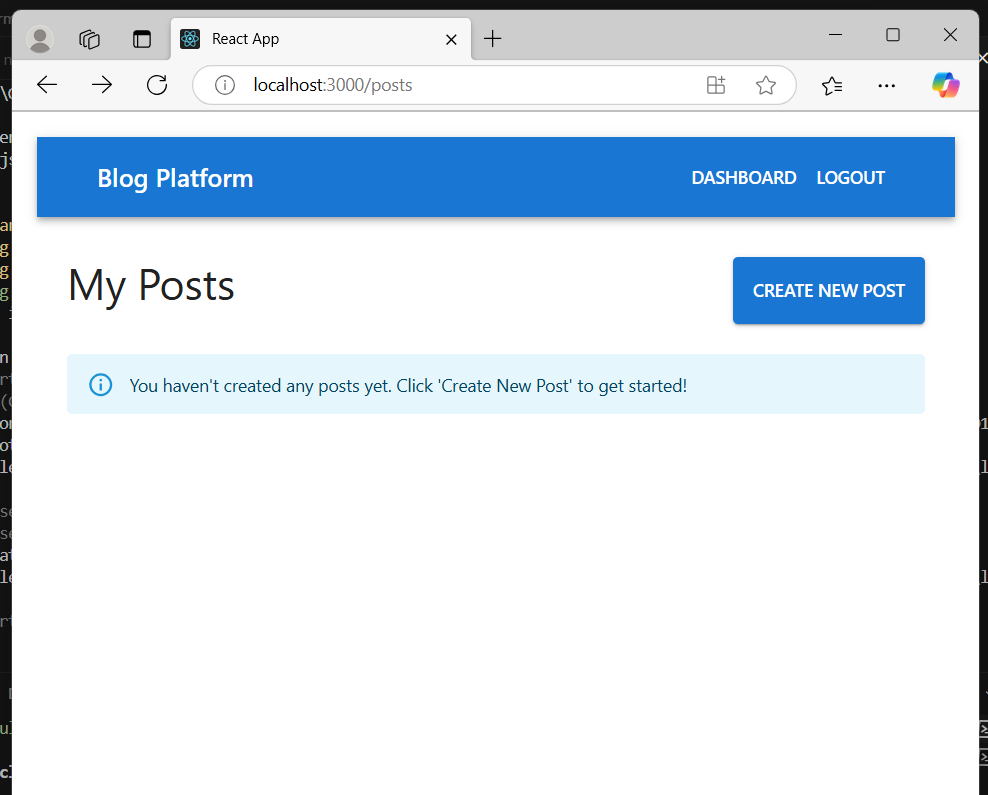 React App
localhost:3000/posts
Blog Platform
DASHBOARD
LOGOUT
My Posts
CREATE NEW POST
You haven't created any posts yet. Click 'Create New Post' to get started!